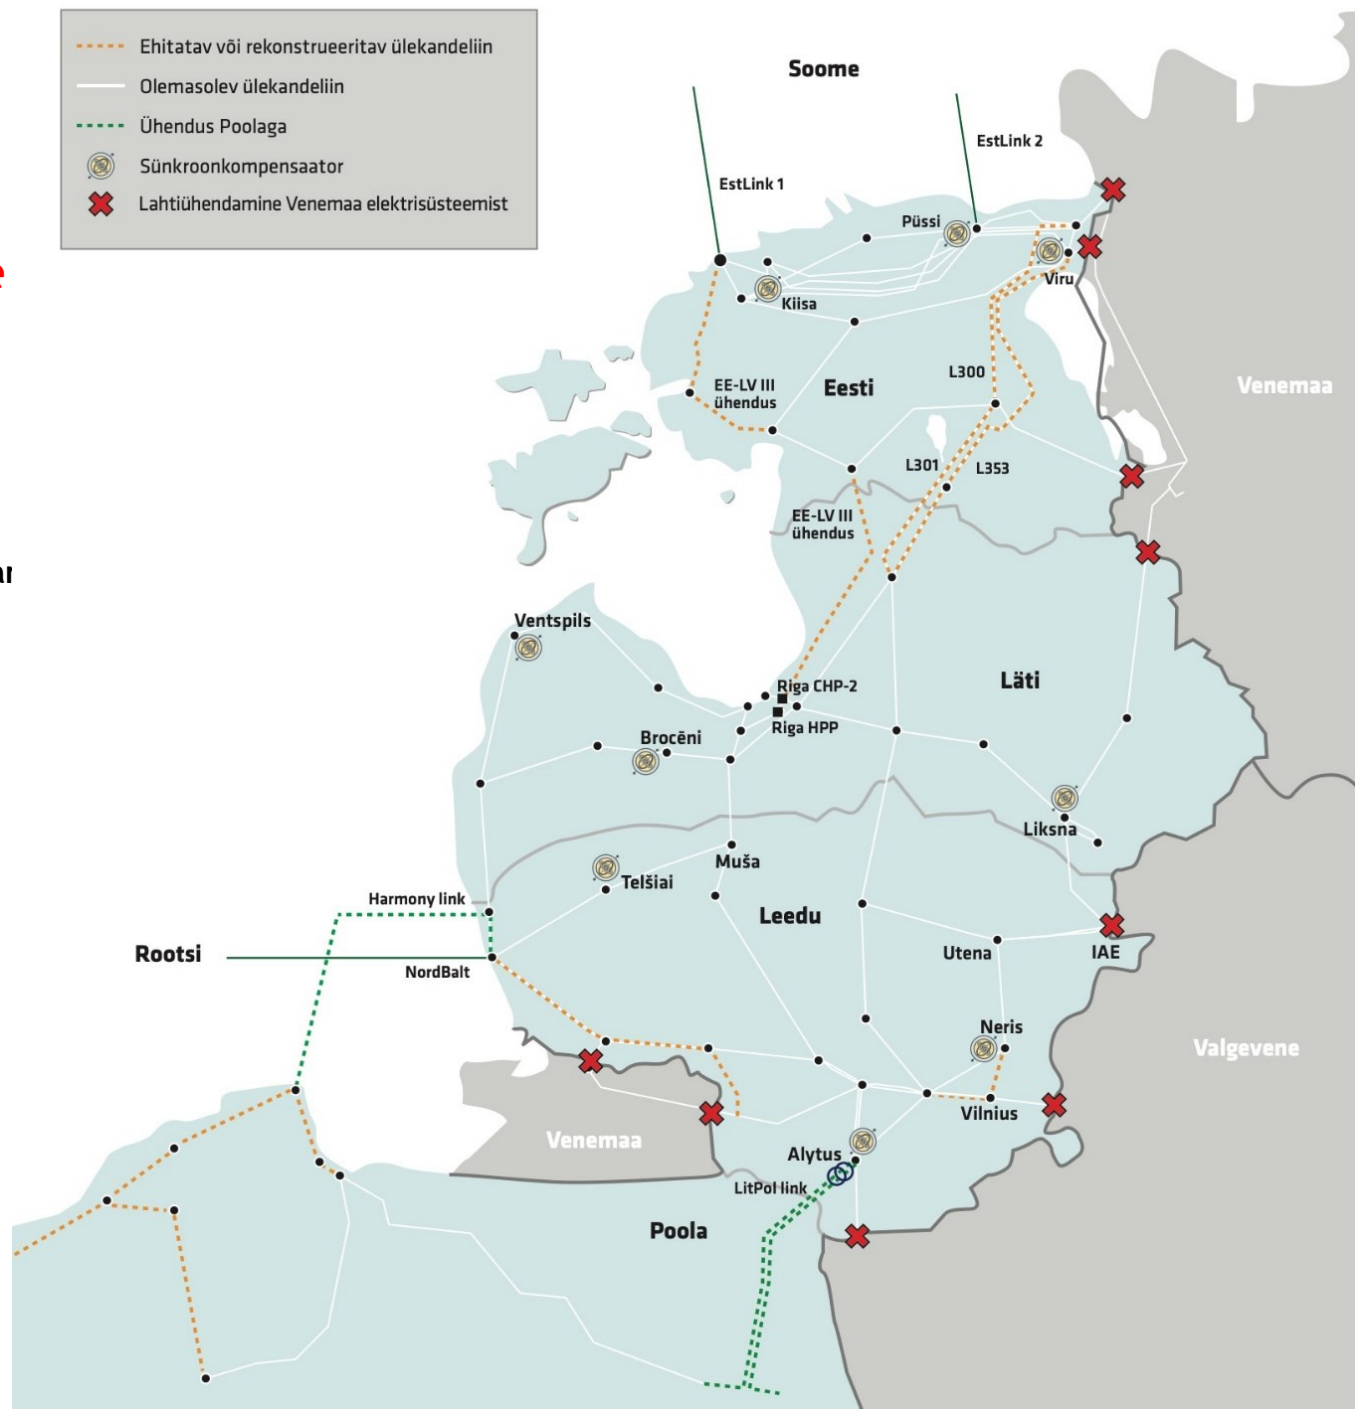 Ehitatav või rekonstrueeritav ülekandeliin
Olemasolev ülekandeliin
Ühendus Poolaga
Sünkroonkompensaator
Lahtiühendamine Venemaa elektrisüsteemist
Soome
EstLink 2
EstLink 1
Püssi
Viru
Kiisa
e
L300
EE-LV III
ühendus
Eesti
Venemaa
L301
L353
EE-LV III
ühendus
Ventspils
Läti
Riga CHP-2
Riga HPP
Brocēni
Liksna
Muša
Telšiai
Harmony link
Leedu
Rootsi
NordBalt
Utena
IAE
Neris
Valgevene
Vilnius
Venemaa
Alytus
LitPol link
Poola